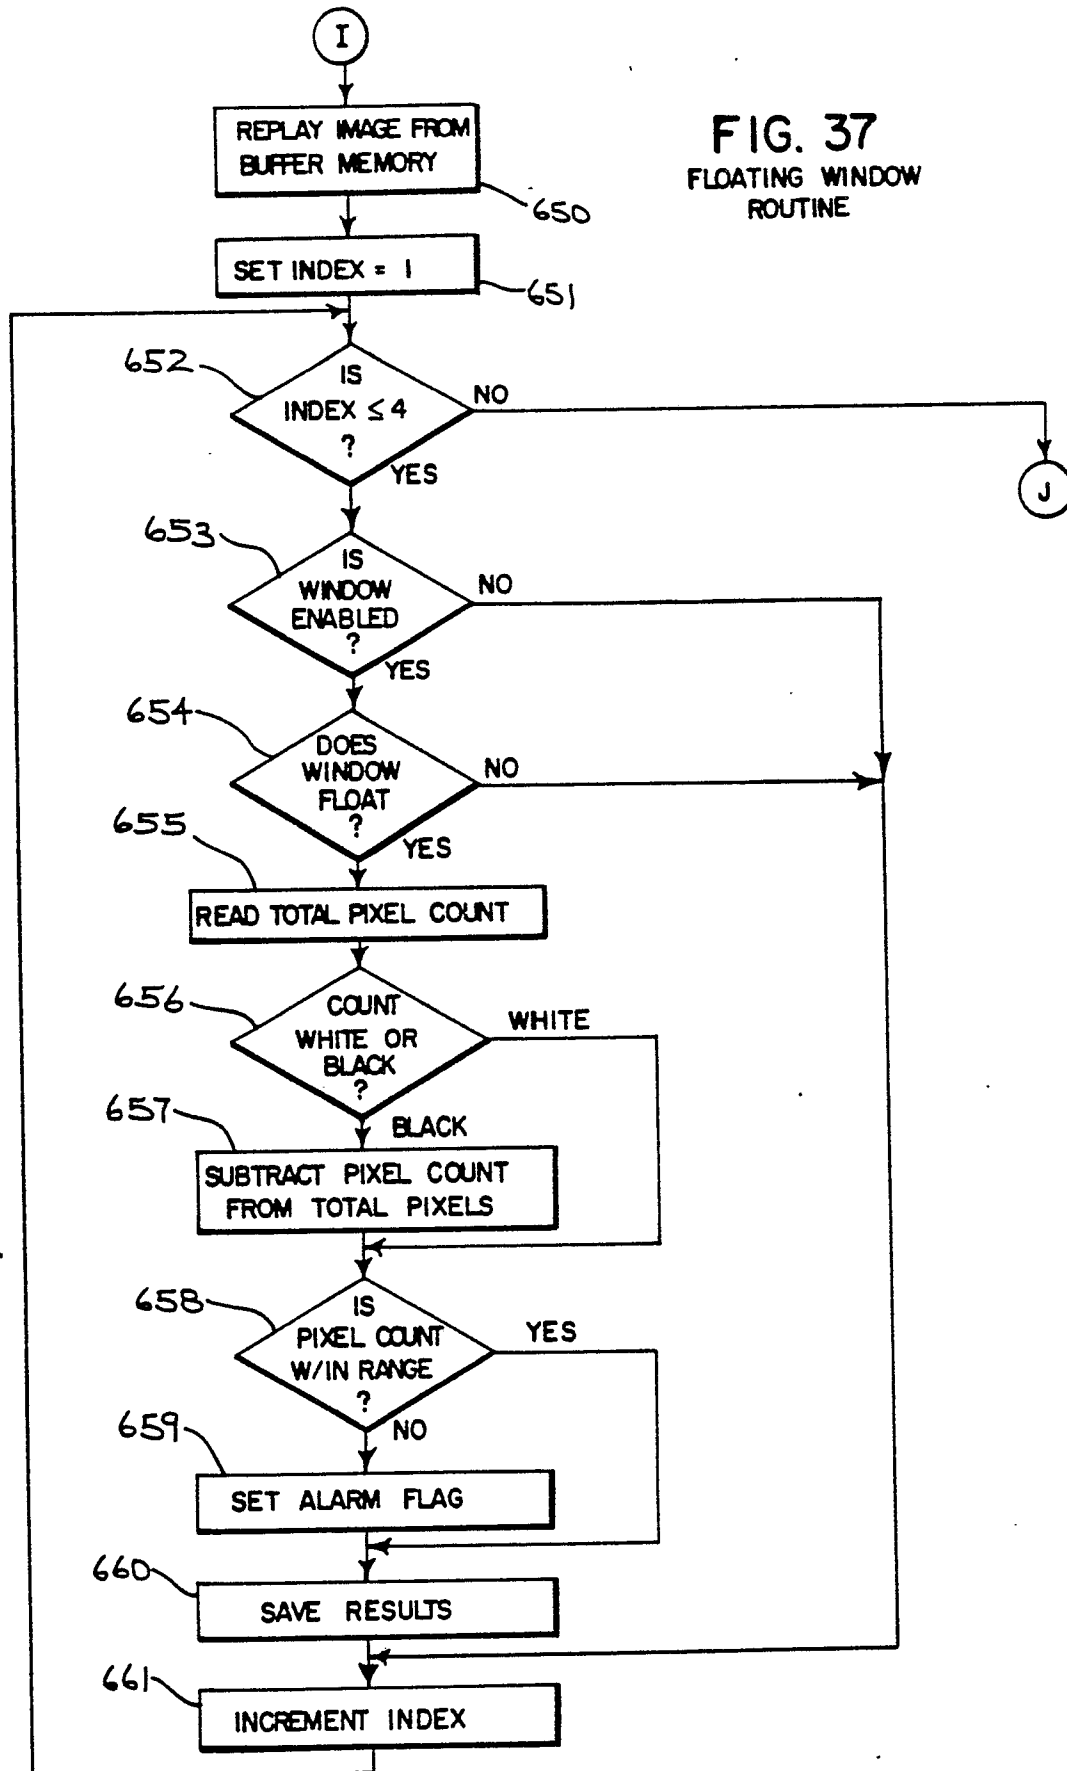 I
REPLAY IMAGE FROM
BUFFER MEMORY
650
FIG. 37
FLOATING WINDOW
ROUTINE
SET INDEX = 1
651
652
IS
INDEX ≤ 4
?
NO
YES
J
653
IS
WINDOW
ENABLED
?
NO
YES
654
DOES
WINDOW
FLOAT
?
NO
YES
655
READ TOTAL PIXEL COUNT
656
COUNT
WHITE OR
BLACK
?
WHITE
BLACK
657
SUBTRACT PIXEL COUNT
FROM TOTAL PIXELS
658
IS
PIXEL COUNT
W/IN RANGE
?
YES
NO
659
SET ALARM FLAG
660
SAVE RESULTS
661
INCREMENT INDEX